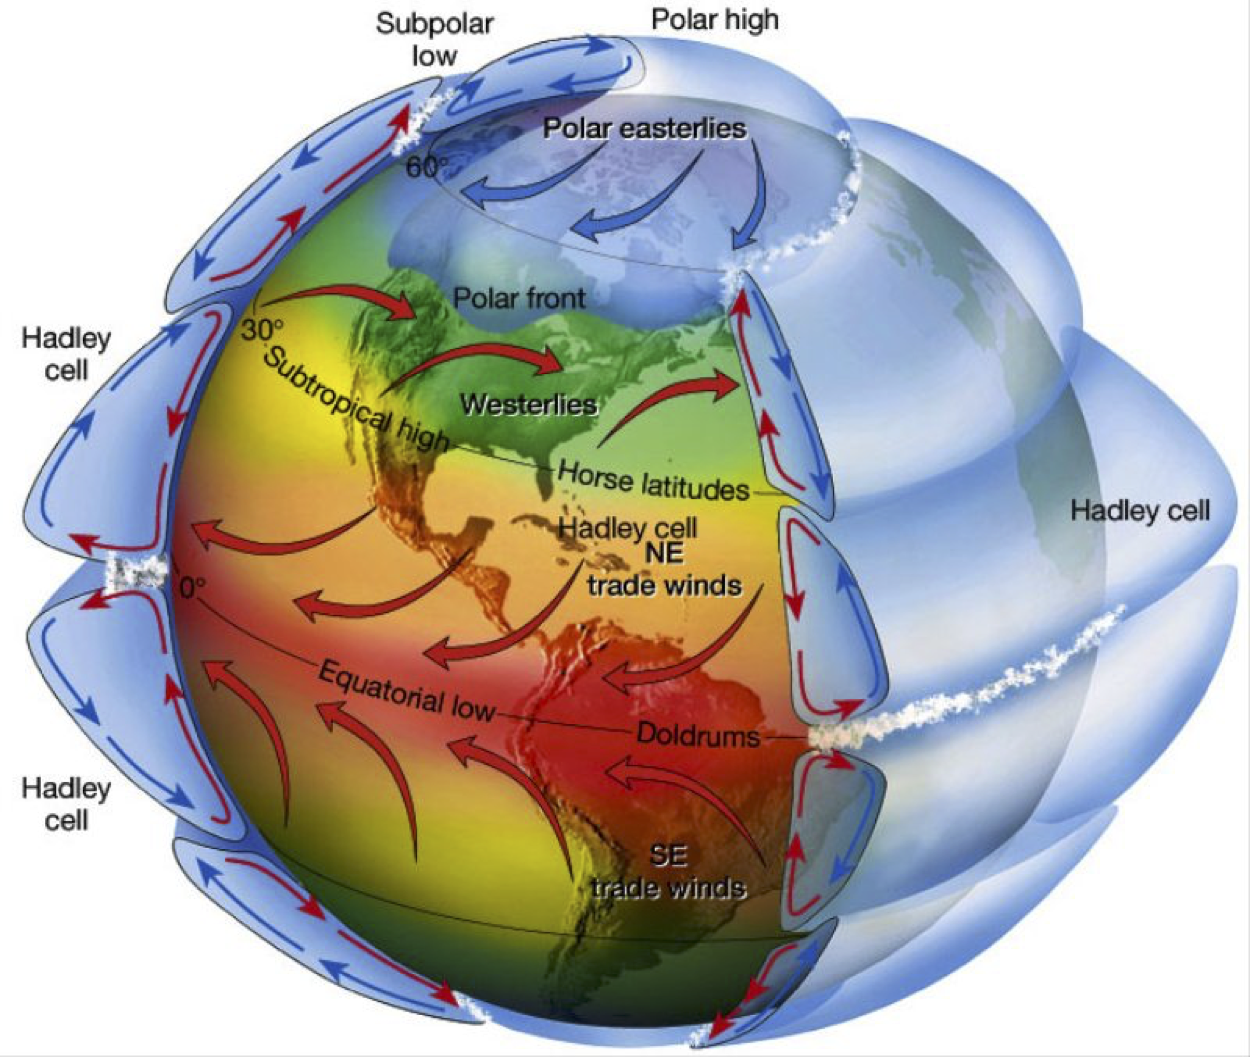 Polar high
Subpolar
low
Polar easterlies
60°
Polar front
30°
Hadley
cell
Subtropical high
Westerlies
Horse latitudes
Hadley cell
Hadley cell
NE
trade winds
0°
Equatorial low
Doldrums
Hadley
cell
SE
trade winds